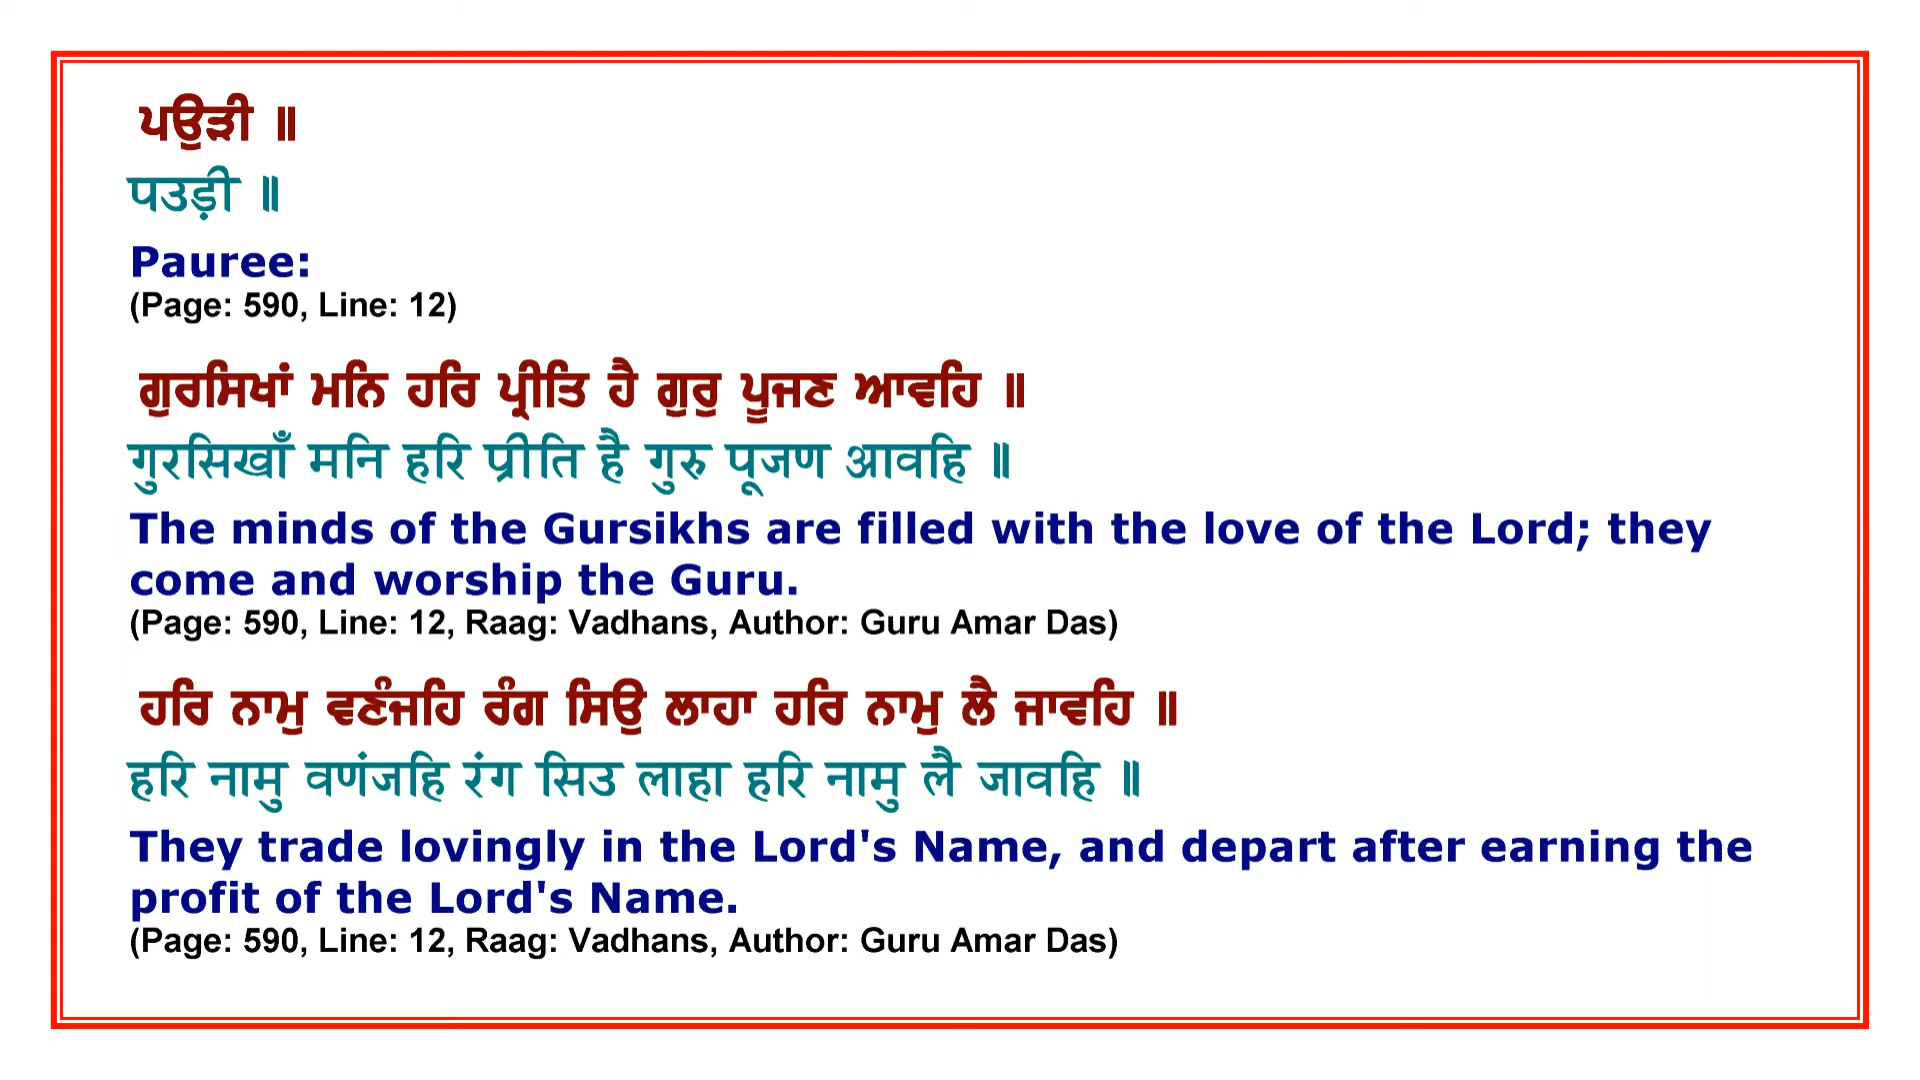 ਪਉੜੀ ॥
पउड़ी ॥
Pauree:
(Page: 590, Line: 12)
ਗੁਰਸਿਖਾਂ ਮਨਿ ਹਰਿ ਪ੍ਰੀਤਿ ਹੈ ਗੁਰੁ ਪੂਜਣ ਆਵਹਿ ॥
गुरसिखाँ मनि हरि प्रीति है गुरु पूजण आवहि ॥
The minds of the Gursikhs are filled with the love of the Lord; they
come and worship the Guru.
(Page: 590, Line: 12, Raag: Vadhans, Author: Guru Amar Das)
ਹਰਿ ਨਾਮੁ ਵਣੰਜਹਿ ਰੰਗ ਸਿਉ ਲਾਹਾ ਹਰਿ ਨਾਮੁ ਲੈ ਜਾਵਹਿ ॥
हरि नामु वणंजहि रंग सिउ लाहा हरि नामु लै जावहि ॥
They trade lovingly in the Lord's Name, and depart after earning the
profit of the Lord's Name.
(Page: 590, Line: 12, Raag: Vadhans, Author: Guru Amar Das)